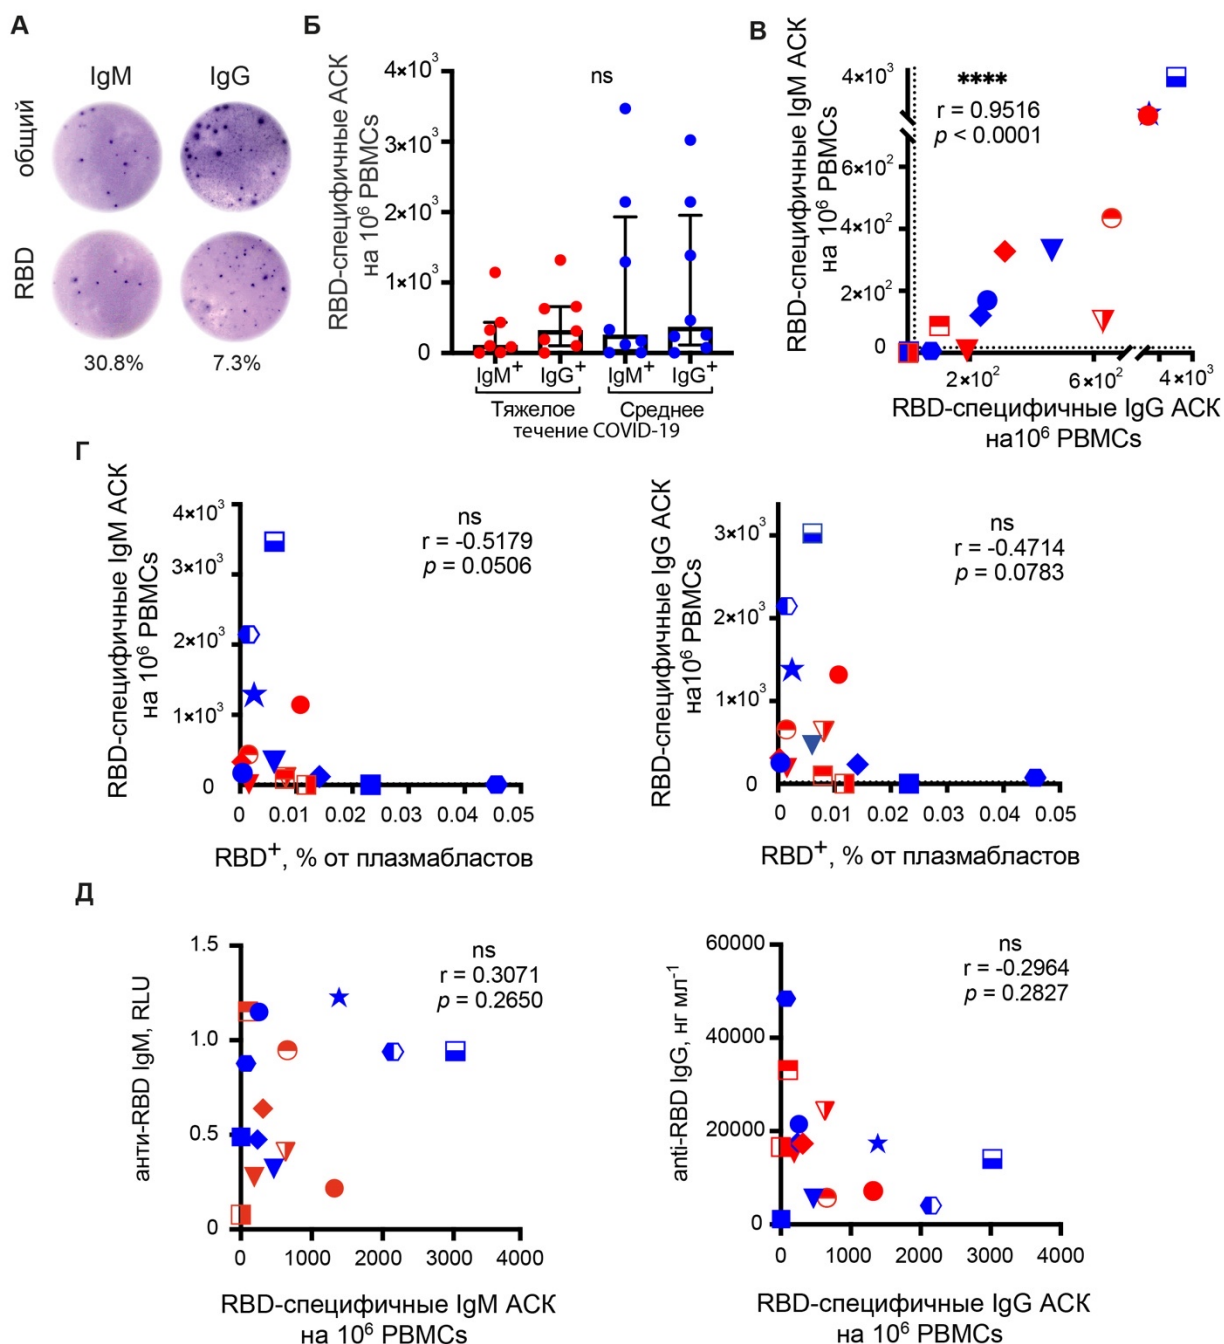 А
IgM IgG
общий
RBD
30.8% 7.3%
Б
RBD-специфичные АСК
на 10⁶ PBMCs
4×10³
3×10³
2×10³
1×10³
0
ns
IgM⁺ IgG⁺ IgM⁺ IgG⁺
Тяжелое Среднее
течение COVID-19
В
RBD-специфичные IgM АСК
на 10⁶ PBMCs
4×10³
6×10²
4×10²
2×10²
0
****
r = 0.9516
p < 0.0001
2×10² 6×10² 4×10³
RBD-специфичные IgG АСК
на10⁶ PBMCs
Г
RBD-специфичные IgM АСК
на 10⁶ PBMCs
4×10³
3×10³
2×10³
1×10³
0
ns
r = -0.5179
p = 0.0506
0 0.01 0.02 0.03 0.04 0.05
RBD⁺, % от плазмабластов
RBD-специфичные IgG АСК
на10⁶ PBMCs
3×10³
2×10³
1×10³
0
ns
r = -0.4714
p = 0.0783
0 0.01 0.02 0.03 0.04 0.05
RBD⁺, % от плазмабластов
Д
анти-RBD IgM, RLU
1.5
1.0
0.5
0
ns
r = 0.3071
p = 0.2650
0 1000 2000 3000 4000
RBD-специфичные IgM АСК
на 10⁶ PBMCs
anti-RBD IgG, нг мл⁻¹
60000
40000
20000
0
ns
r = -0.2964
p = 0.2827
0 1000 2000 3000 4000
RBD-специфичные IgG АСК
на 10⁶ PBMCs